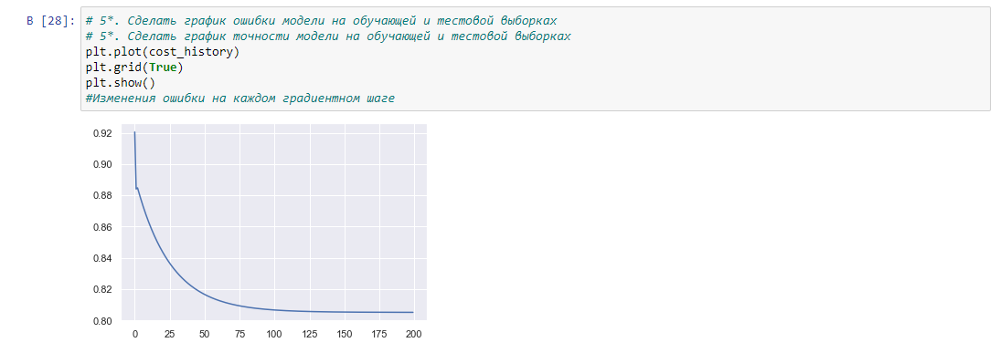 В [28]: # 5*. Сделать график ошибки модели на обучающей и тестовой выборках
# 5*. Сделать график точности модели на обучающей и тестовой выборках
plt.plot(cost_history)
plt.grid(True)
plt.show()
#Изменения ошибки на каждом градиентном шаге
0.92
0.90
0.88
0.86
0.84
0.82
0.80
0 25 50 75 100 125 150 175 200